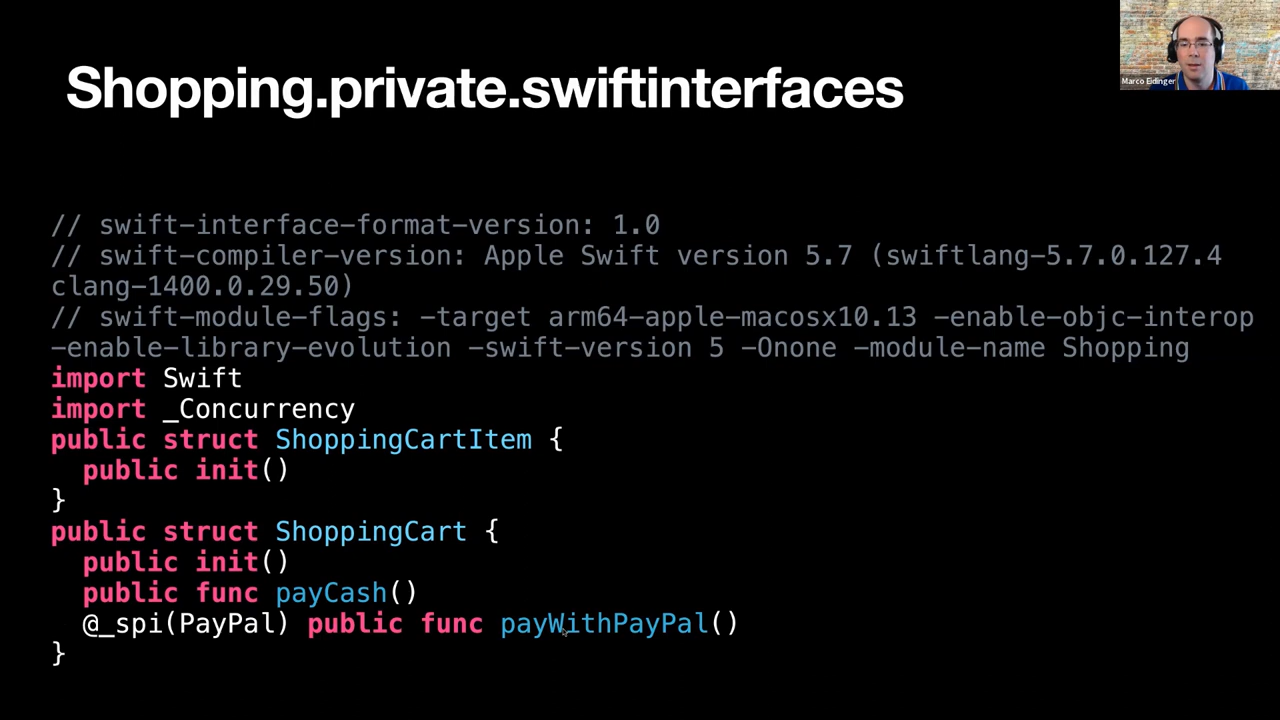 Shopping.private.swiftinterfaces
Marco Eidinger
// swift-interface-format-version: 1.0
// swift-compiler-version: Apple Swift version 5.7 (swiftlang-5.7.0.127.4
clang-1400.0.29.50)
// swift-module-flags: -target arm64-apple-macosx10.13 -enable-objc-interop
-enable-library-evolution -swift-version 5 -Onone -module-name Shopping
import Swift
import _Concurrency
public struct ShoppingCartItem {
  public init()
}
public struct ShoppingCart {
  public init()
  public func payCash()
  @_spi(PayPal) public func payWithPayPal()
}